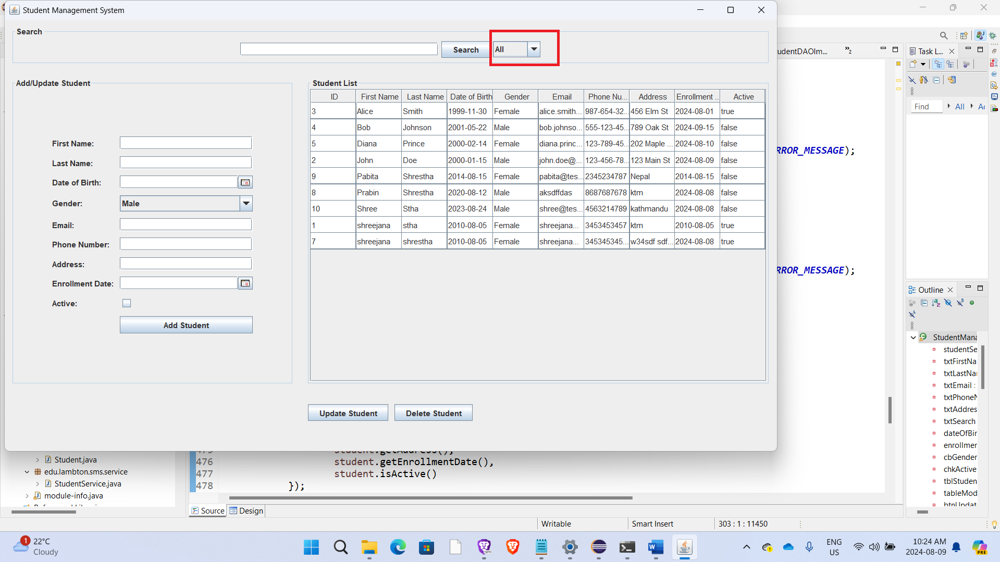 Student Management System
Search
Search
All
Add/Update Student
First Name:
Last Name:
Date of Birth:
Gender:
Male
Email:
Phone Number:
Address:
Enrollment Date:
Active:
Add Student
Student List
ID First Name Last Name Date of Birth Gender Email Phone Nu... Address Enrollment .. Active
3 Alice Smith 1999-11-30 Female alice.smith... 987-654-32... 456 Elm St 2024-08-01 true
4 Bob Johnson 2001-05-22 Male bob.johnso... 555-123-45... 789 Oak St 2024-09-15 false
5 Diana Prince 2000-02-14 Female diana.princ... 123-789-45... 202 Maple ... 2024-08-10 false
2 John Doe 2000-01-15 Male john.doe@... 123-456-78... 123 Main St 2024-08-09 false
9 Pabita Shrestha 2014-08-15 Female pabita@tes... 2345234787 Nepal 2014-08-15 false
8 Prabin Shrestha 2020-08-12 Male aksdffdas 8687687678 ktm 2024-08-08 false
10 Shree Stha 2023-08-24 Male shree@tes... 4563214789 kathmandu 2024-08-08 false
1 shreejana stha 2010-08-05 Female shreejana... 3453453457 ktm 2010-08-05 true
7 shreejana shrestha 2010-08-05 Female shreejana... 345345345... w34sdf sdf... 2024-08-08 true
Update Student
Delete Student
udentDAOIm...
2
Task L...
Find
All
Ac
RROR_MESSAGE);
RROR_MESSAGE);
Outline
StudentMana
studentSe
txtFirstNa
txtLastNa
txtEmail :
txtPhoneN
txtAddres
txtSearch
dateOfBir
enrollmer
cbGender
chkActive
tblStuden
tableMod
btnUpdat
Student.java
edu.lambton.sms.service
StudentService.java
module-info.java
475 student.getAddress(),
476 student.getEnrollmentDate(),
477 student.isActive()
478 });
Source
Design
Writable
Smart Insert
303 : 1 : 11450
1
22°C
Cloudy
ENG
US
10:24 AM
2024-08-09
PRE